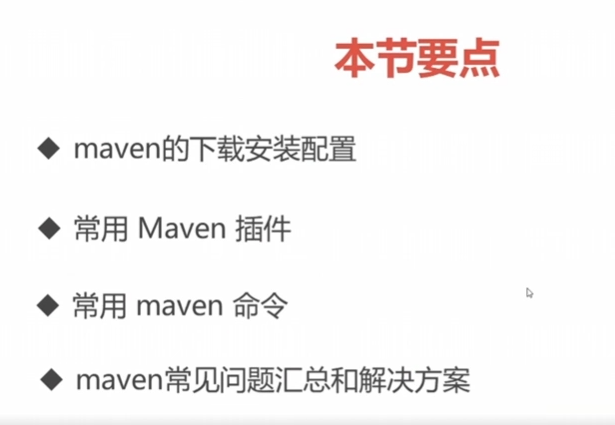 本节要点
◆ maven的下载安装配置
◆ 常用 Maven 插件
◆ 常用 maven 命令
◆ maven常见问题汇总和解决方案